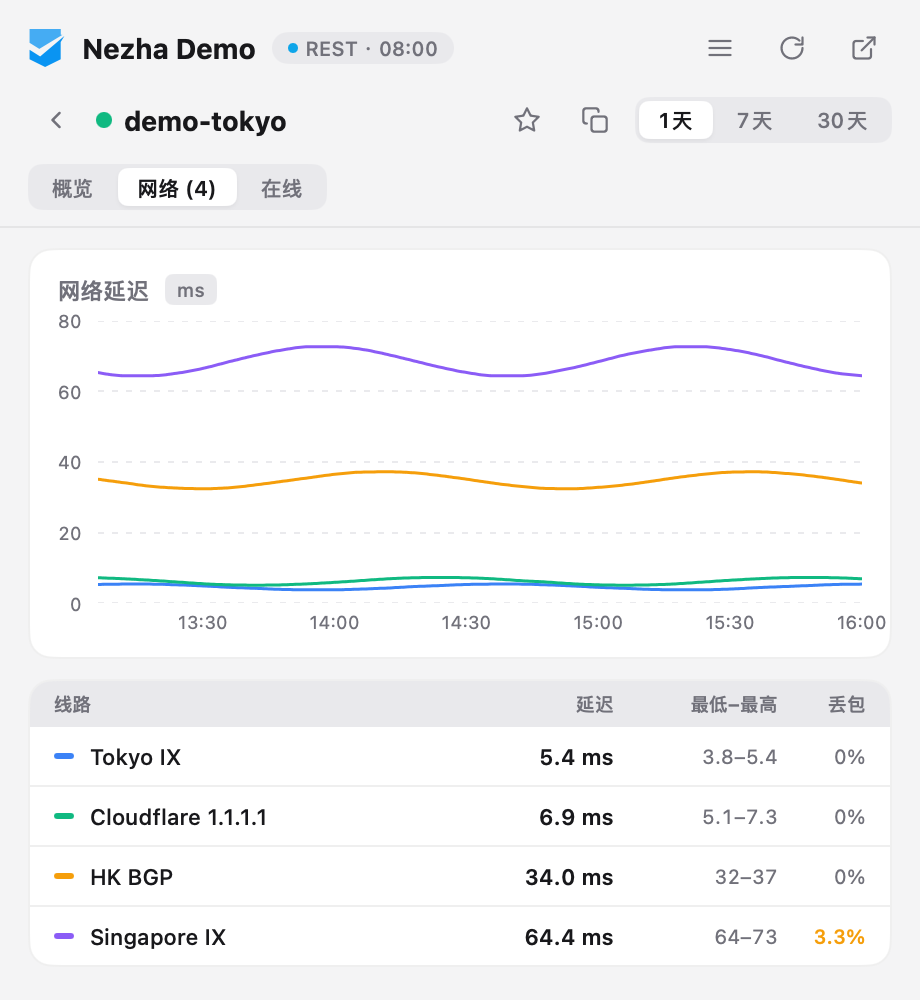 Nezha Demo REST · 08:00
demo-tokyo 1天 7天 30天
概览 网络 (4) 在线
网络延迟 ms
80
60
40
20
0
13:30 14:00 14:30 15:00 15:30 16:00
线路 延迟 最低–最高 丢包
Tokyo IX 5.4 ms 3.8–5.4 0%
Cloudflare 1.1.1.1 6.9 ms 5.1–7.3 0%
HK BGP 34.0 ms 32–37 0%
Singapore IX 64.4 ms 64–73 3.3%